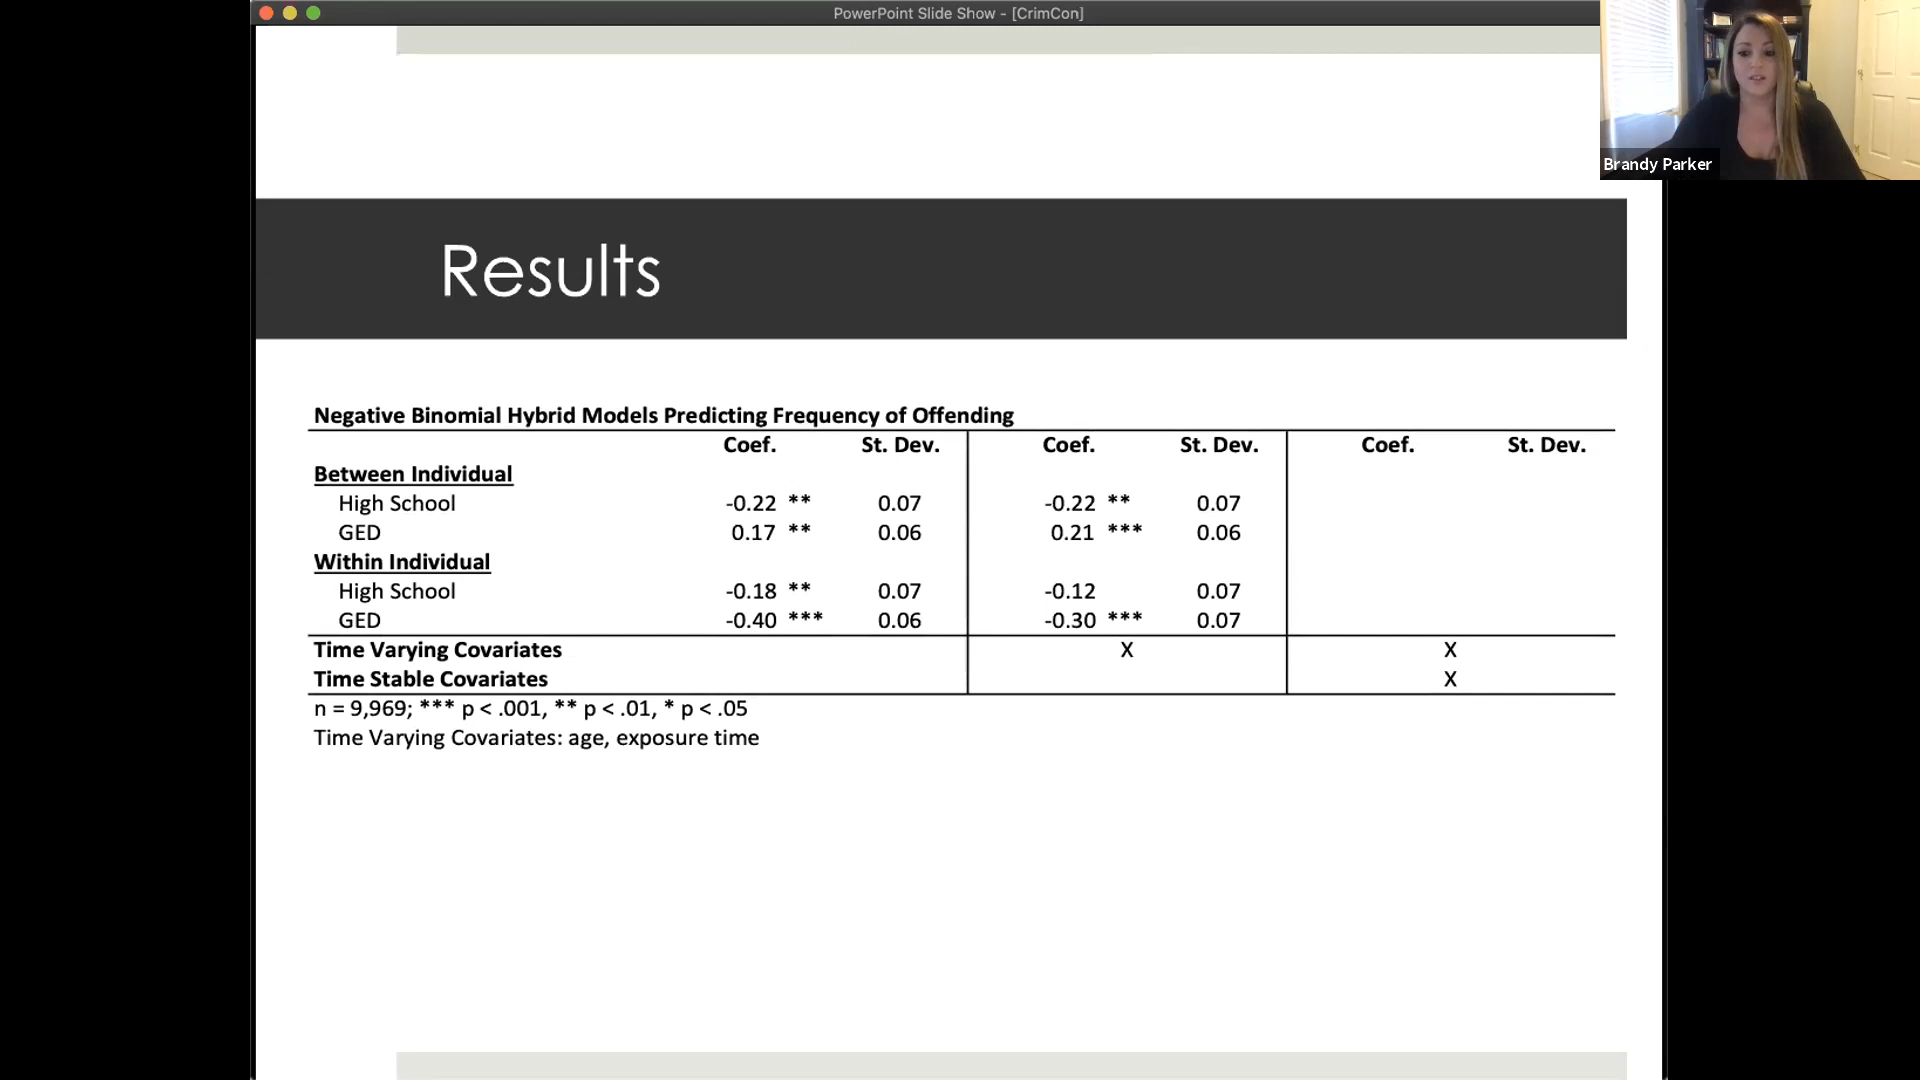 PowerPoint Slide Show - [CrimCon]
Brandy Parker
Results
Negative Binomial Hybrid Models Predicting Frequency of Offending
Coef. St. Dev. Coef. St. Dev. Coef. St. Dev.
Between Individual
High School -0.22 ** 0.07 -0.22 ** 0.07
GED 0.17 ** 0.06 0.21 *** 0.06
Within Individual
High School -0.18 ** 0.07 -0.12 0.07
GED -0.40 *** 0.06 -0.30 *** 0.07
Time Varying Covariates X X
Time Stable Covariates X
n = 9,969; *** p < .001, ** p < .01, * p < .05
Time Varying Covariates: age, exposure time